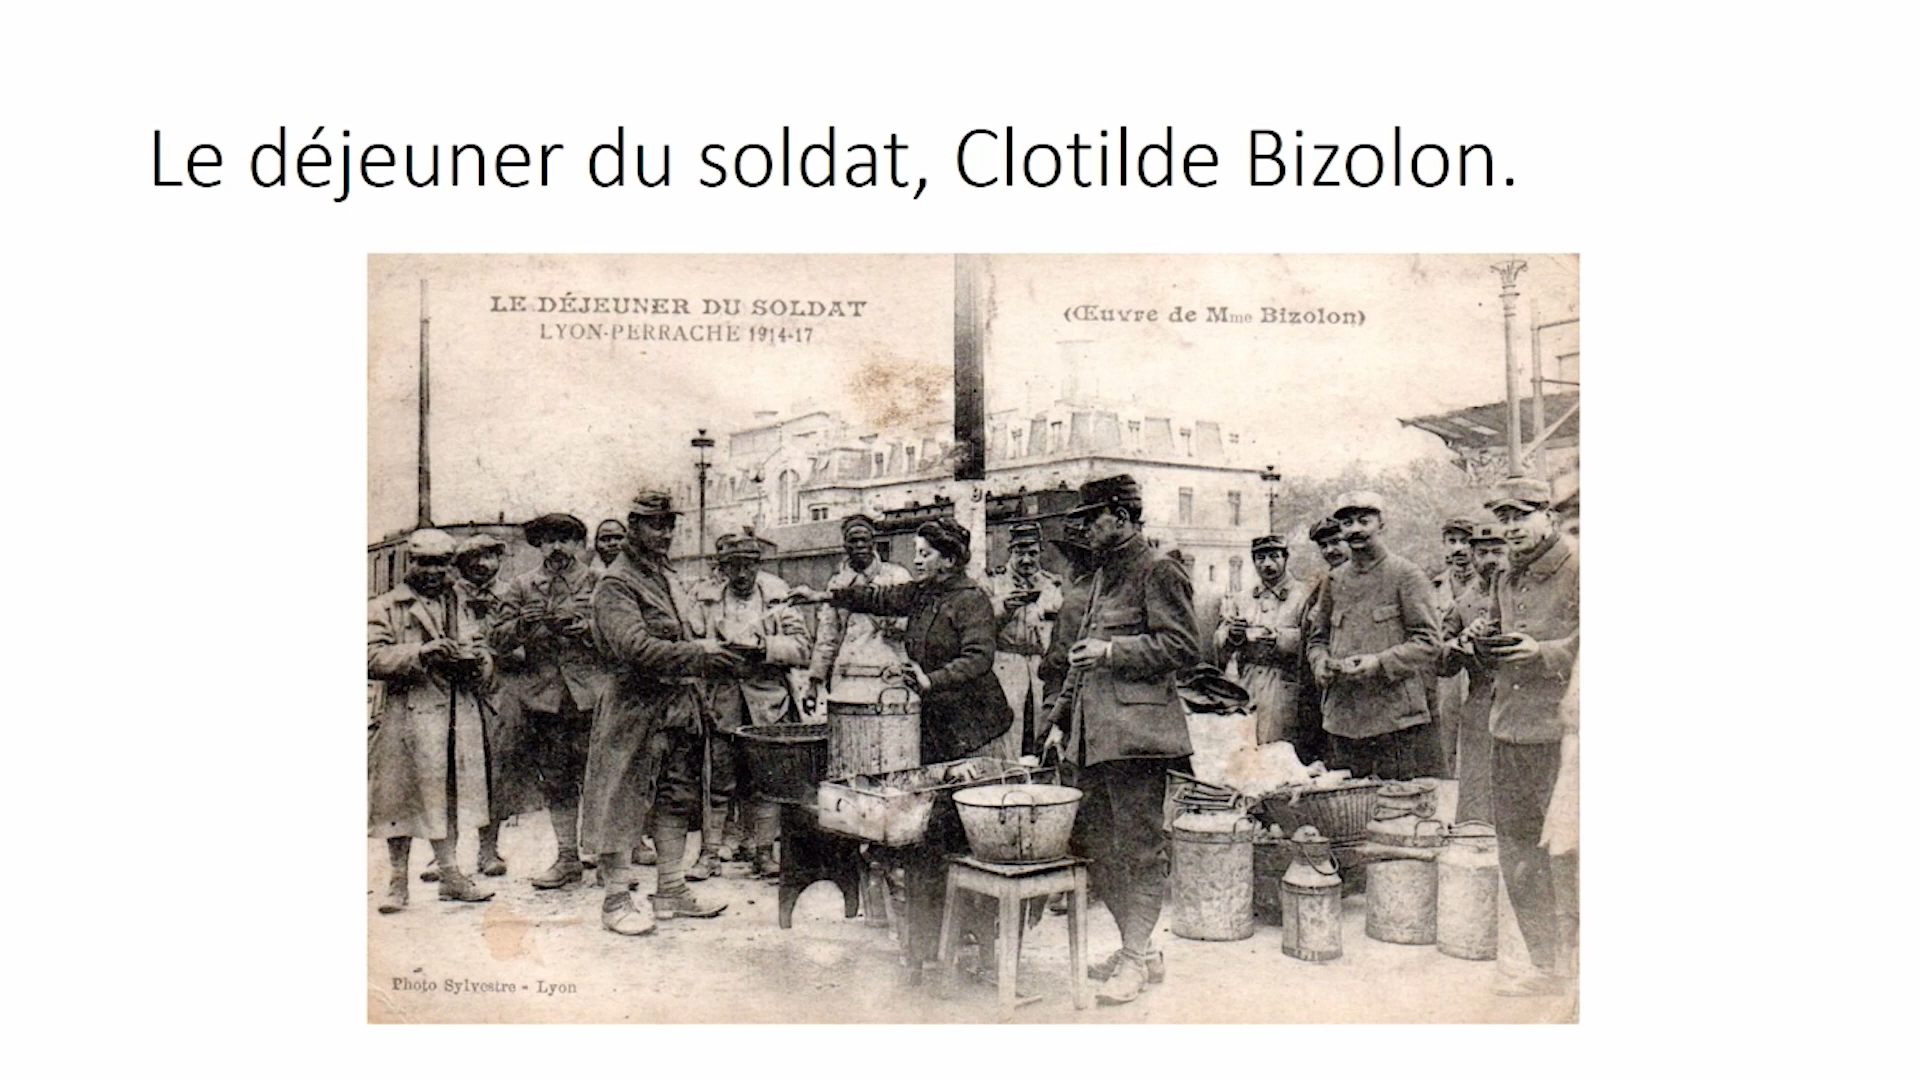 Le déjeuner du soldat, Clotilde Bizolon.
LE DÉJEUNER DU SOLDAT
LYON-PERRACHE 1914-17
(Œuvre de Mme Bizolon)
Photo Sylvestre - Lyon